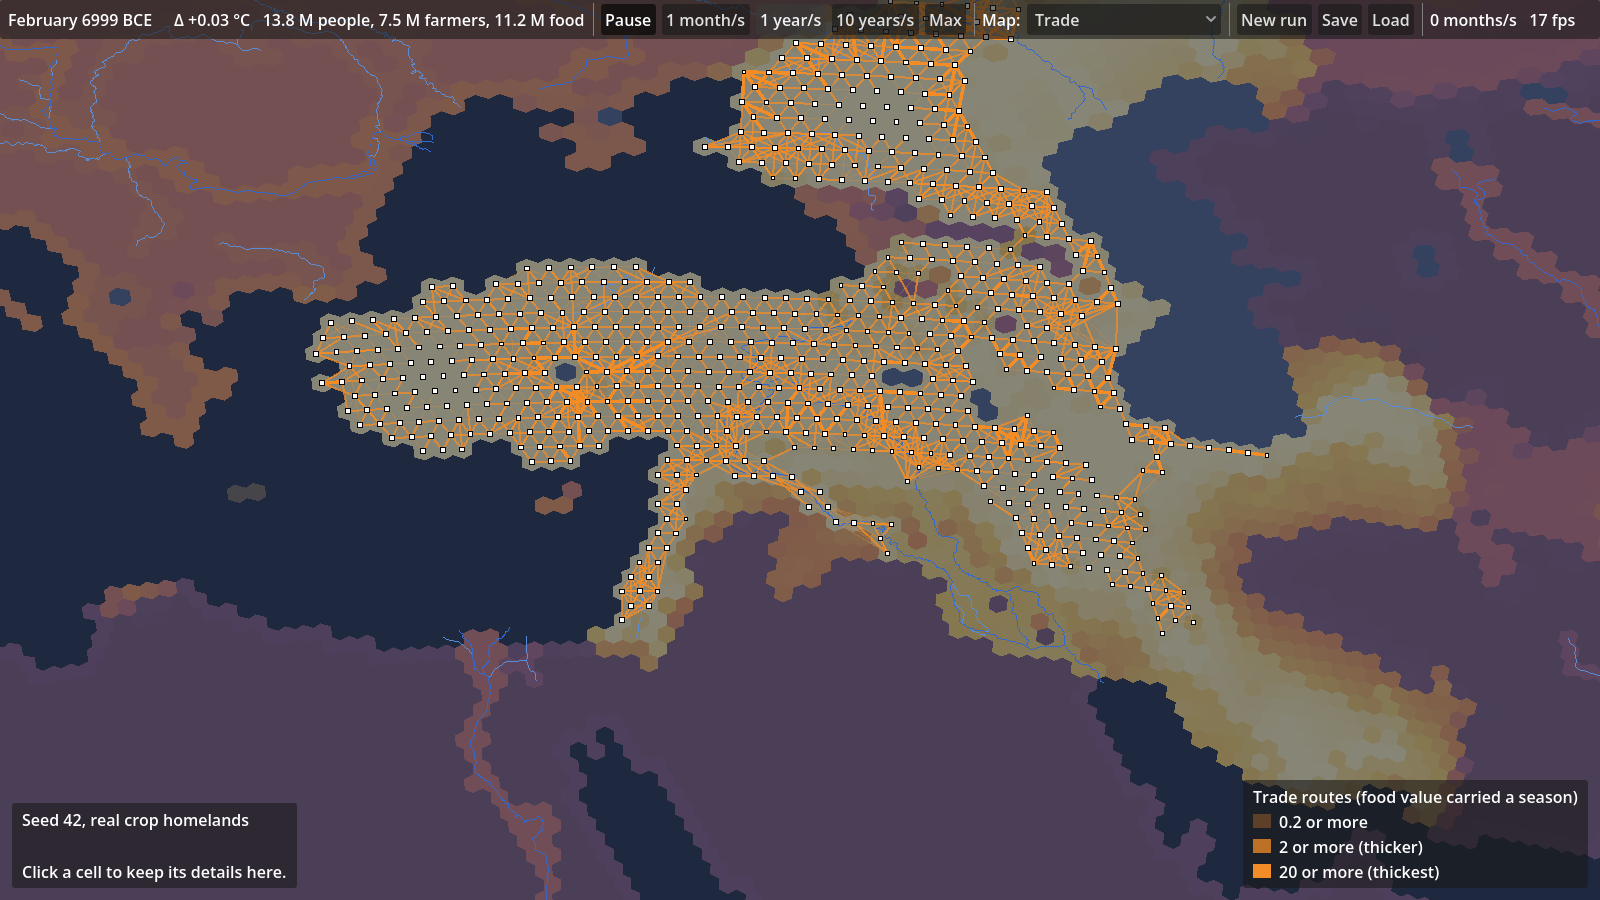 February 6999 BCE Δ +0.03 °C 13.8 M people, 7.5 M farmers, 11.2 M food Pause 1 month/s 1 year/s 10 years/s Max Map: Trade New run Save Load 0 months/s 17 fps
Seed 42, real crop homelands
Click a cell to keep its details here.
Trade routes (food value carried a season)
0.2 or more
2 or more (thicker)
20 or more (thickest)